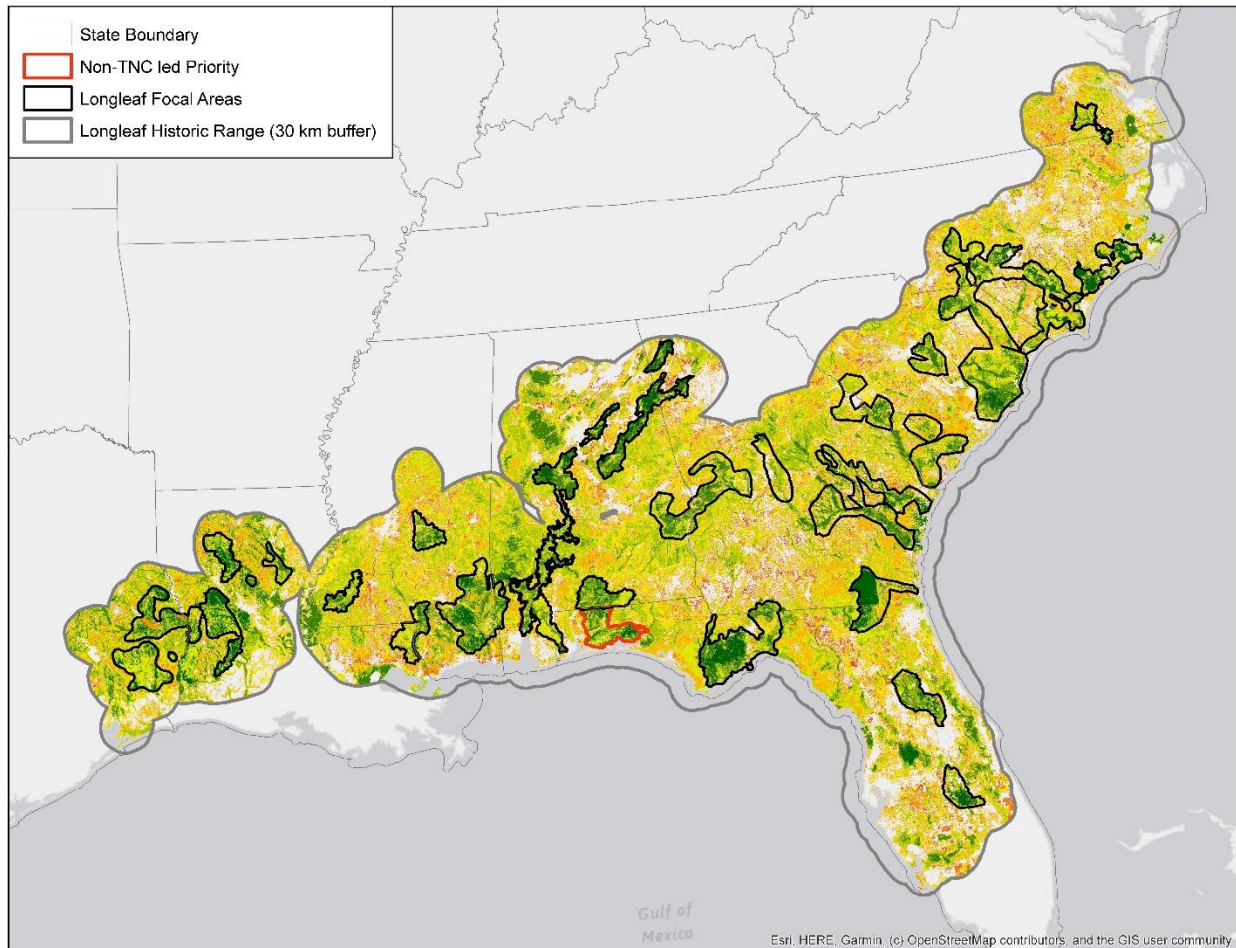 State Boundary
Non-TNC led Priority
Longleaf Focal Areas
Longleaf Historic Range (30 km buffer)
Gulf of
Mexico
Esri, HERE, Garmin, (c) OpenStreetMap contributors, and the GIS user community